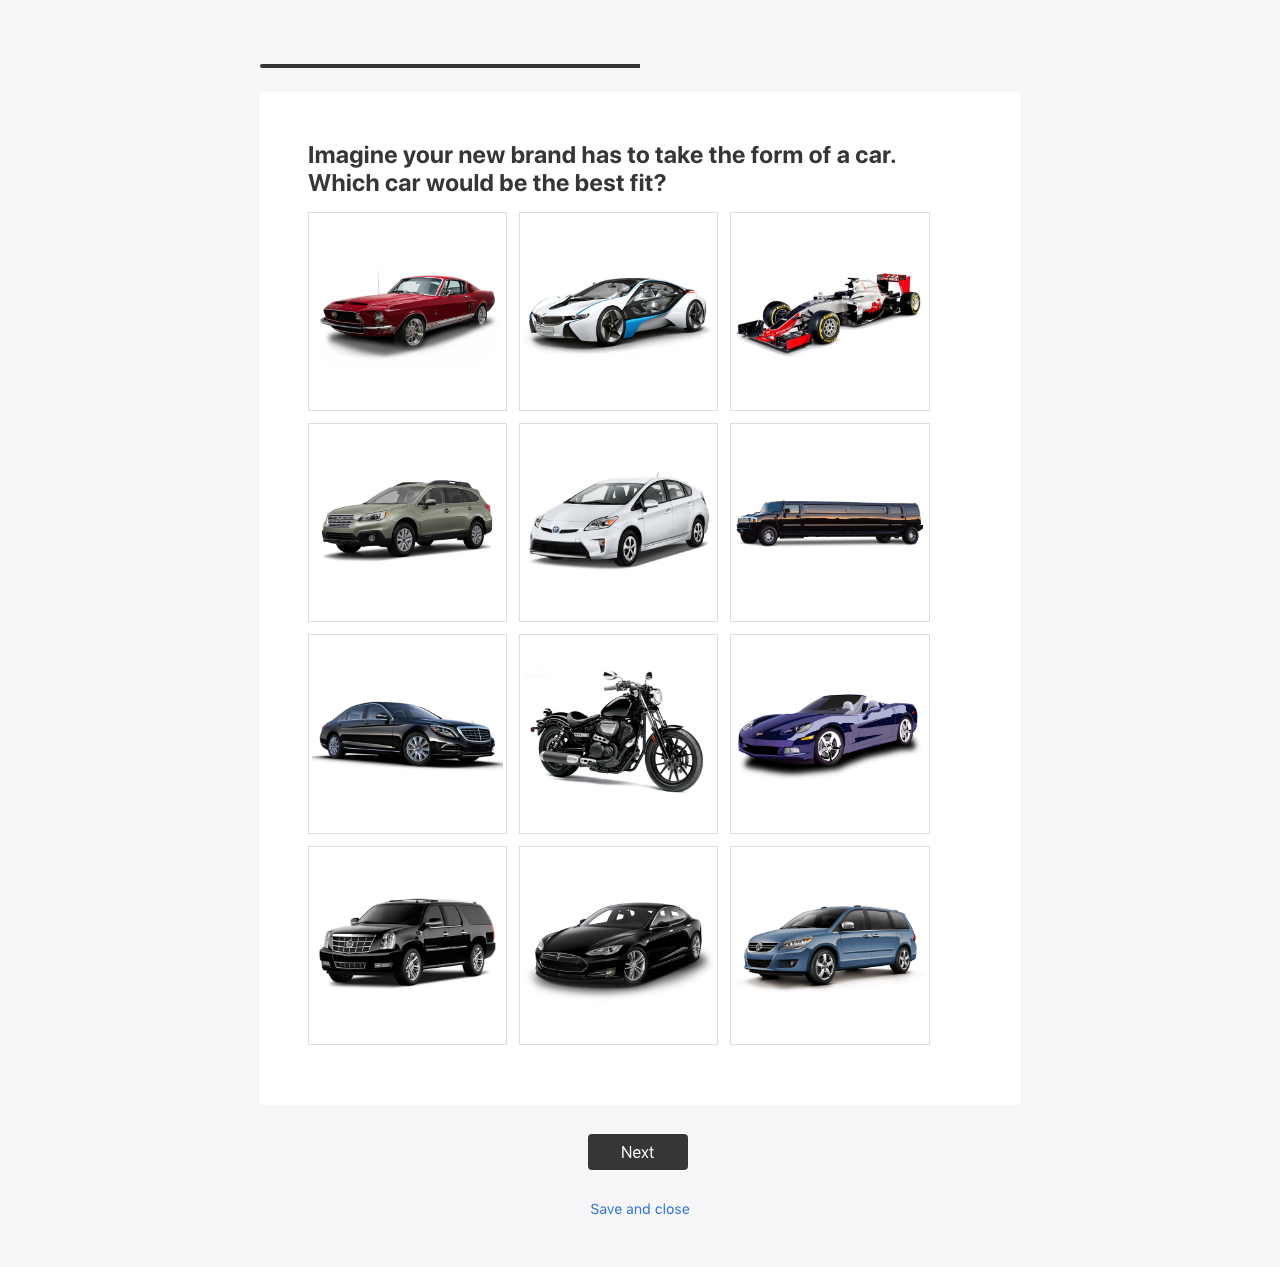 Imagine your new brand has to take the form of a car.
Which car would be the best fit?
Next
Save and close